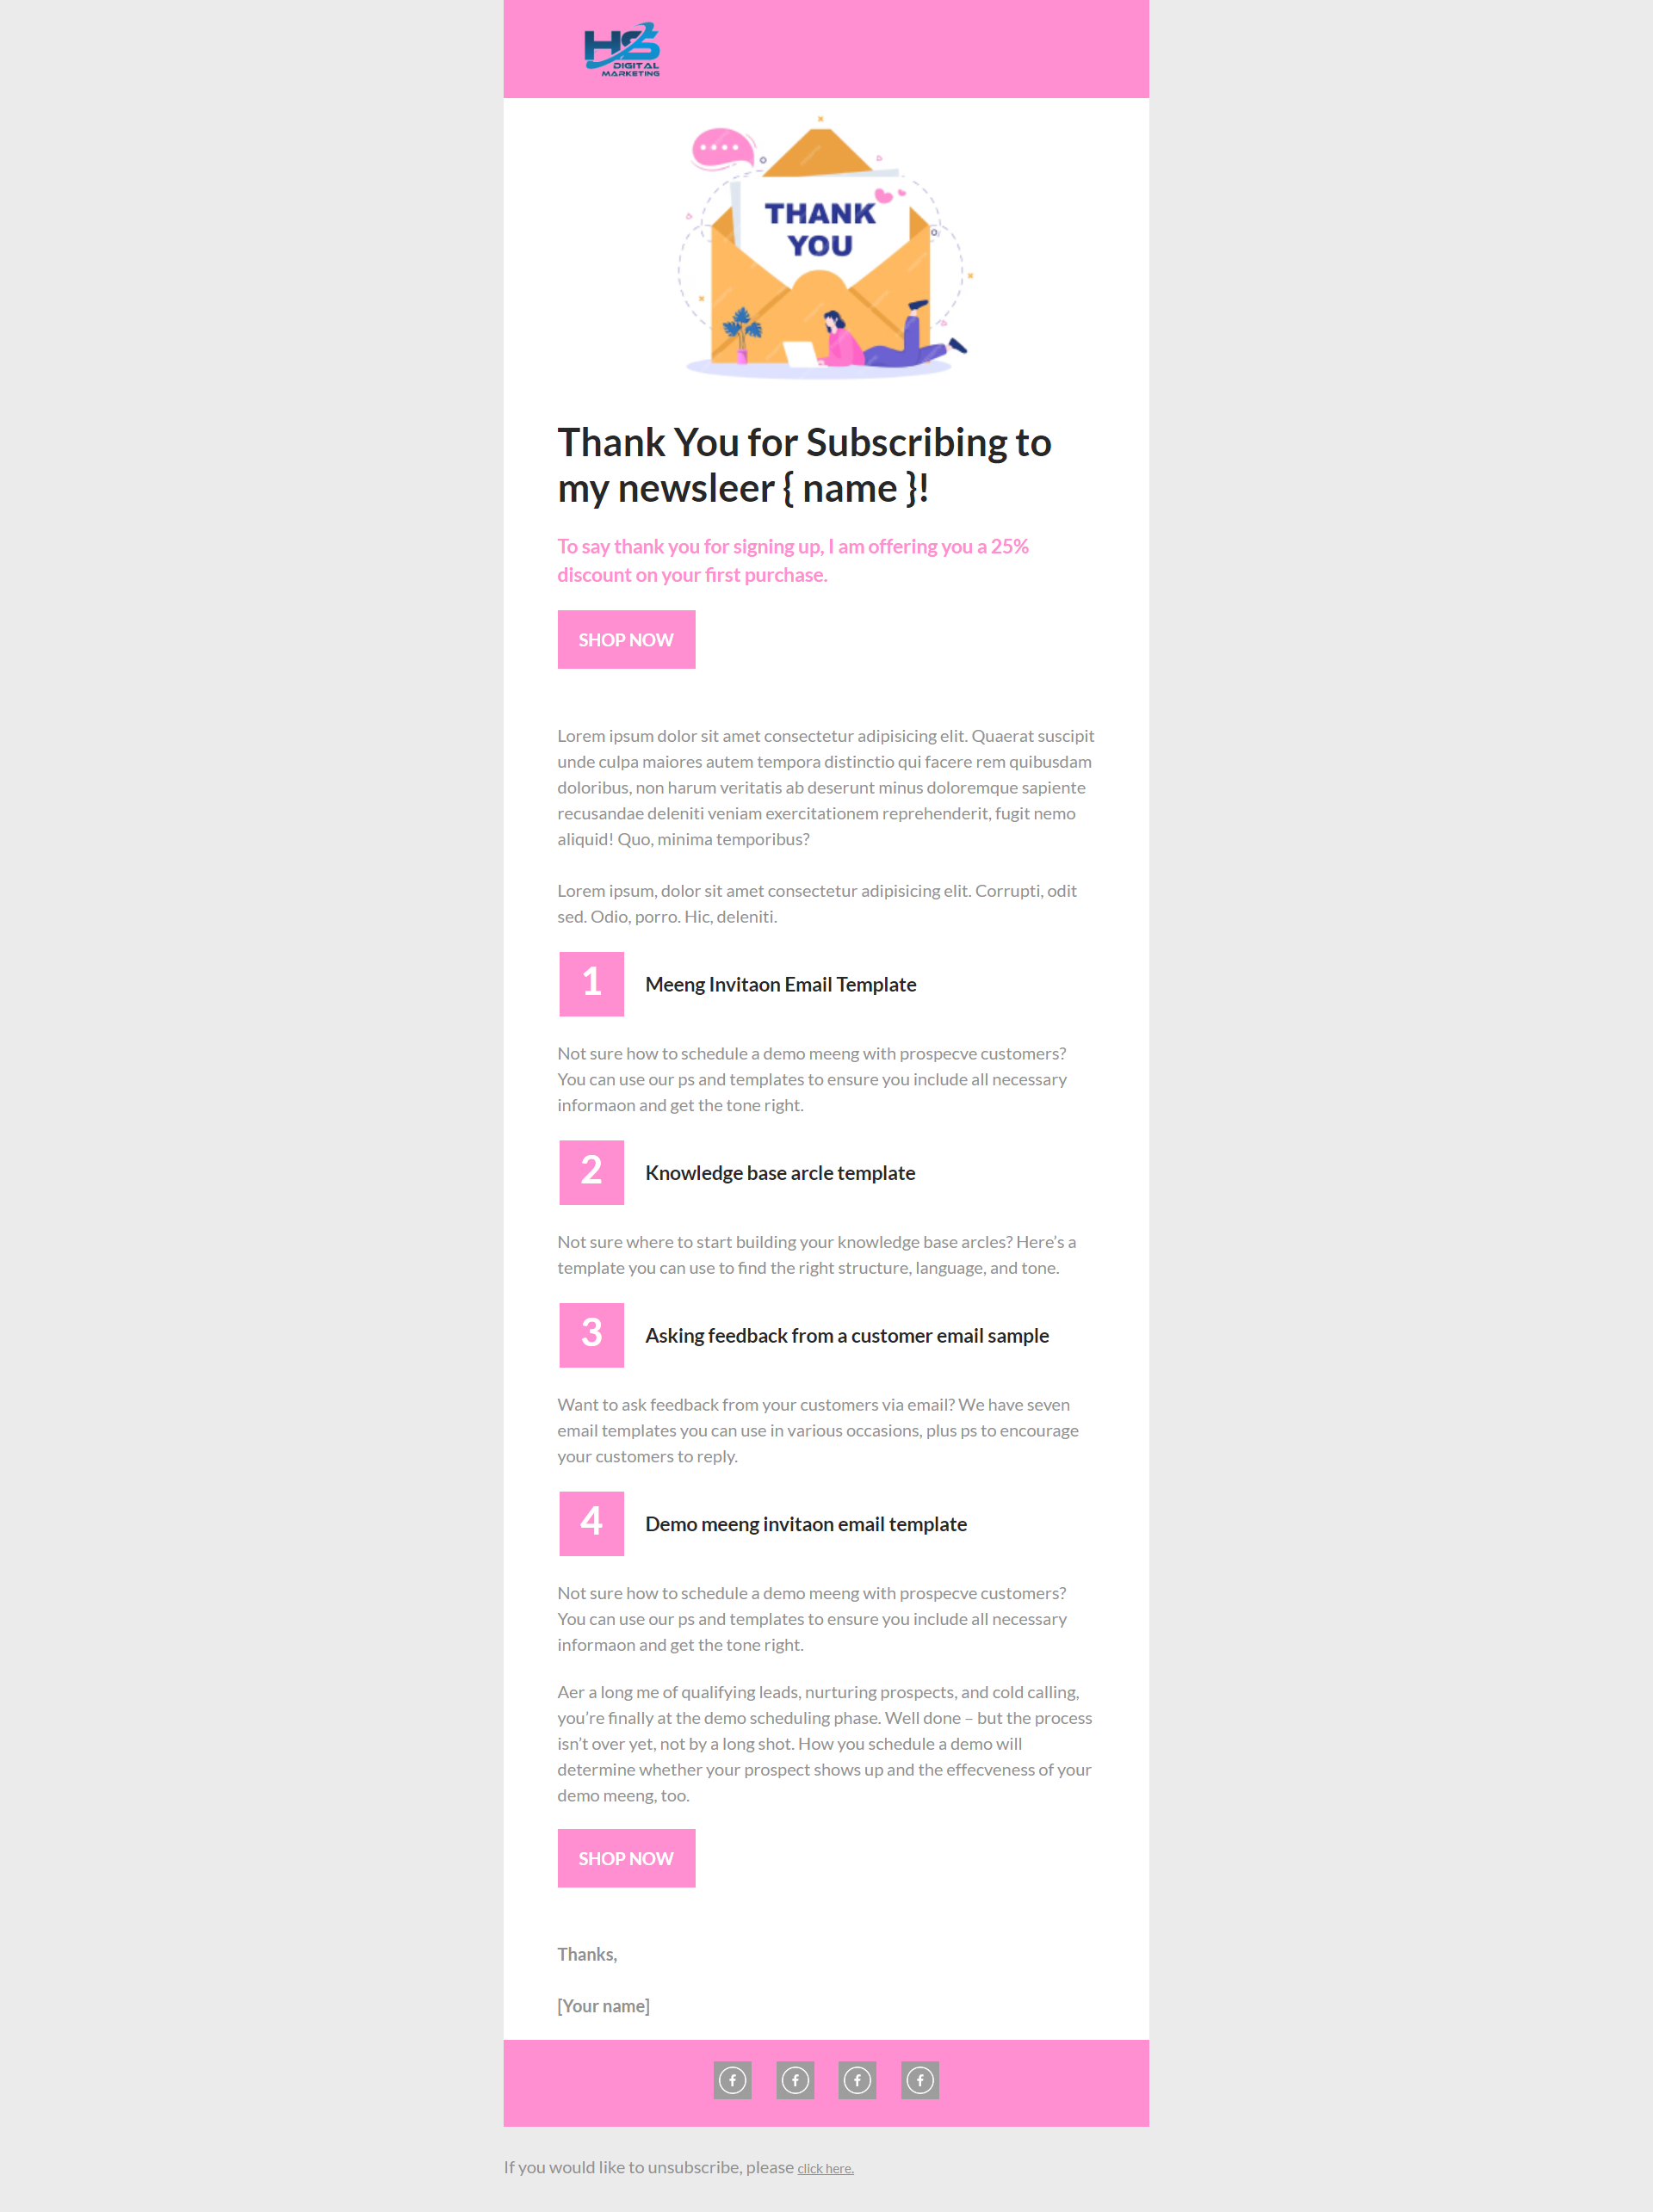 HS
DIGITAL
MARKETING
THANK
YOU
Thank You for Subscribing to
my newsleer { name }!
To say thank you for signing up, I am offering you a 25%
discount on your first purchase.
SHOP NOW
Lorem ipsum dolor sit amet consectetur adipisicing elit. Quaerat suscipit
unde culpa maiores autem tempora distinctio qui facere rem quibusdam
doloribus, non harum veritatis ab deserunt minus doloremque sapiente
recusandae deleniti veniam exercitationem reprehenderit, fugit nemo
aliquid! Quo, minima temporibus?
Lorem ipsum, dolor sit amet consectetur adipisicing elit. Corrupti, odit
sed. Odio, porro. Hic, deleniti.
1 Meeng Invitaon Email Template
Not sure how to schedule a demo meeng with prospecve customers?
You can use our ps and templates to ensure you include all necessary
informaon and get the tone right.
2 Knowledge base arcle template
Not sure where to start building your knowledge base arcles? Here’s a
template you can use to find the right structure, language, and tone.
3 Asking feedback from a customer email sample
Want to ask feedback from your customers via email? We have seven
email templates you can use in various occasions, plus ps to encourage
your customers to reply.
4 Demo meeng invitaon email template
Not sure how to schedule a demo meeng with prospecve customers?
You can use our ps and templates to ensure you include all necessary
informaon and get the tone right.
Aer a long me of qualifying leads, nurturing prospects, and cold calling,
you’re finally at the demo scheduling phase. Well done – but the process
isn’t over yet, not by a long shot. How you schedule a demo will
determine whether your prospect shows up and the effecveness of your
demo meeng, too.
SHOP NOW
Thanks,
[Your name]
If you would like to unsubscribe, please click here.